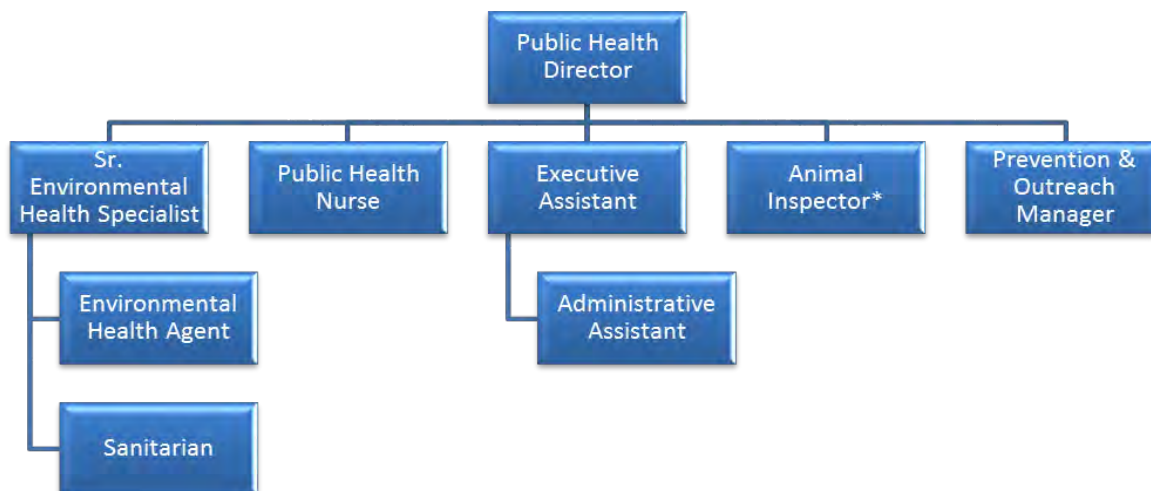 Public Health
Director
Sr.
Environmental
Health Specialist
Public Health
Nurse
Executive
Assistant
Animal
Inspector*
Prevention &
Outreach
Manager
Environmental
Health Agent
Administrative
Assistant
Sanitarian